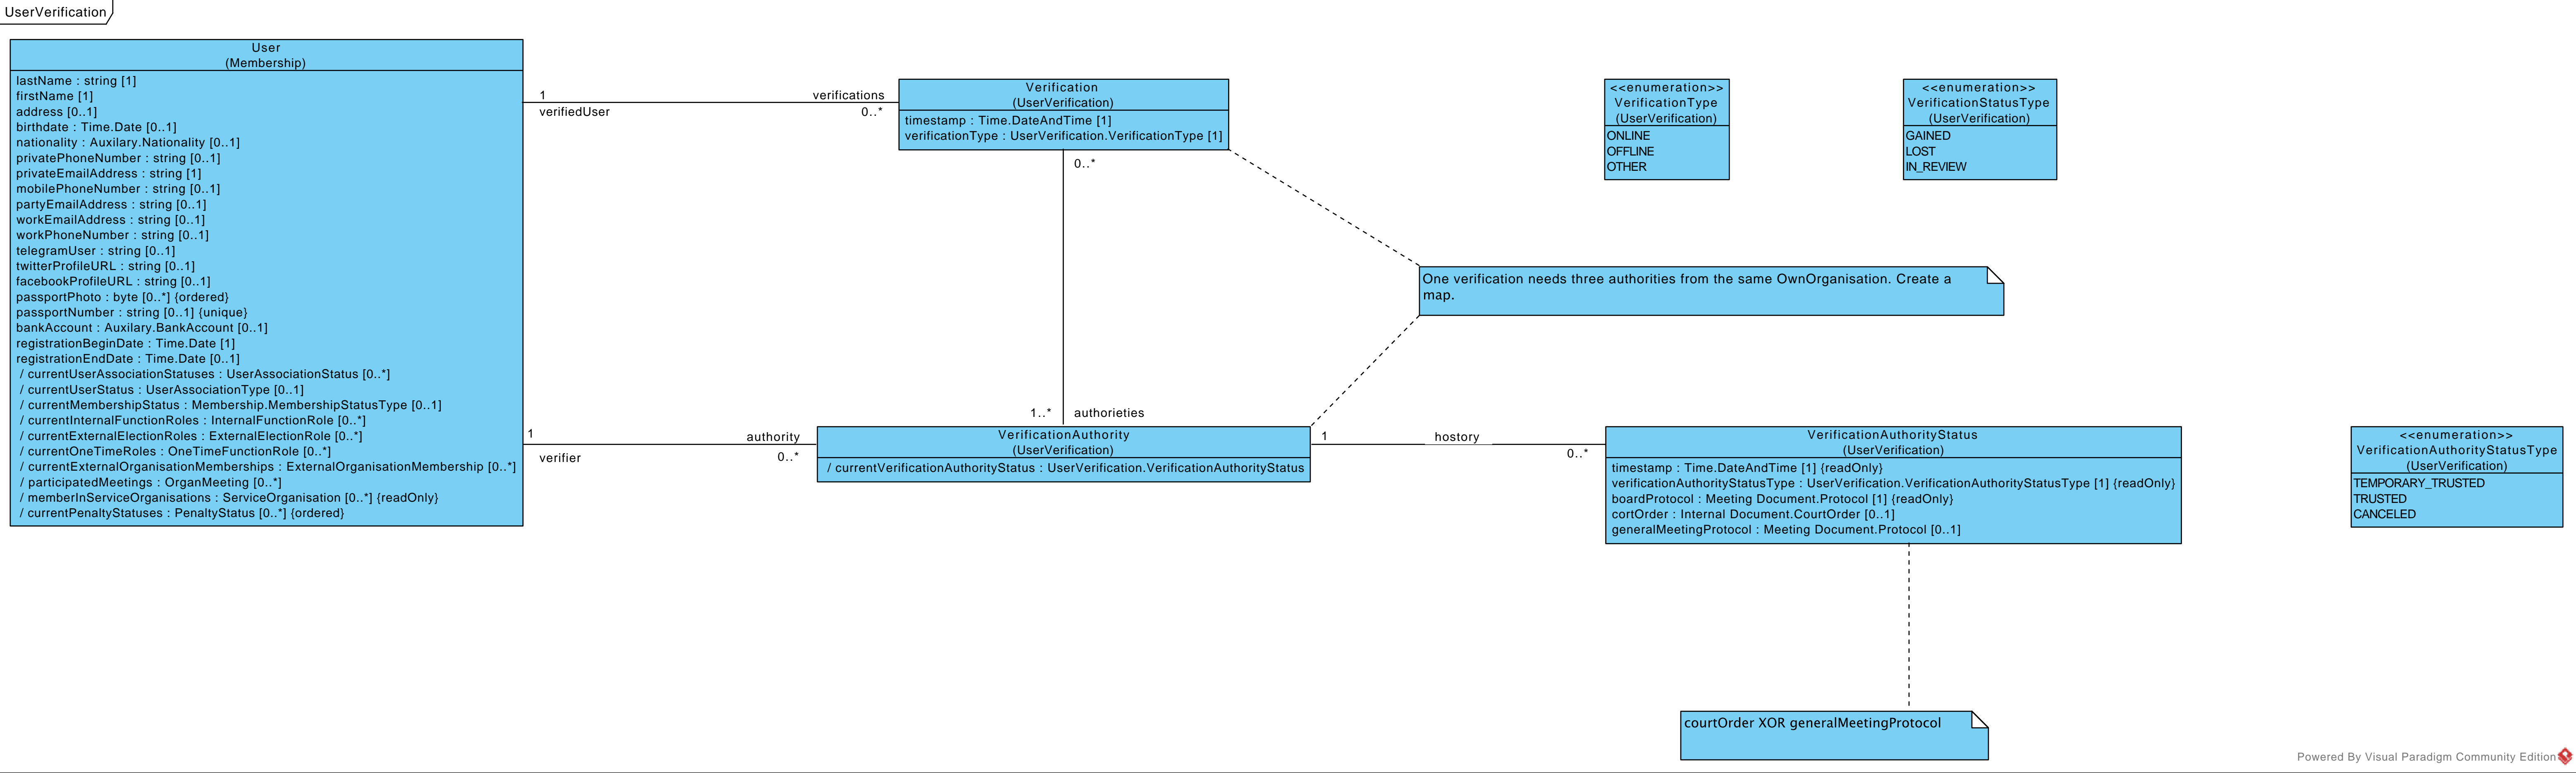 UserVerification
User
(Membership)
lastName : string [1]
firstName [1]
address [0..1]
birthdate : Time.Date [0..1]
nationality : Auxilary.Nationality [0..1]
privatePhoneNumber : string [0..1]
privateEmailAddress : string [1]
mobilePhoneNumber : string [0..1]
partyEmailAddress : string [0..1]
workEmailAddress : string [0..1]
workPhoneNumber : string [0..1]
telegramUser : string [0..1]
twitterProfileURL : string [0..1]
facebookProfileURL : string [0..1]
passportPhoto : byte [0..*] {ordered}
passportNumber : string [0..1] {unique}
bankAccount : Auxilary.BankAccount [0..1]
registrationBeginDate : Time.Date [1]
registrationEndDate : Time.Date [0..1]
/ currentUserAssociationStatuses : UserAssociationStatus [0..*]
/ currentUserStatus : UserAssociationType [0..1]
/ currentMembershipStatus : Membership.MembershipStatusType [0..1]
/ currentInternalFunctionRoles : InternalFunctionRole [0..*]
/ currentExternalElectionRoles : ExternalElectionRole [0..*]
/ currentOneTimeRoles : OneTimeFunctionRole [0..*]
/ currentExternalOrganisationMemberships : ExternalOrganisationMembership [0..*]
/ participatedMeetings : OrganMeeting [0..*]
/ memberInServiceOrganisations : ServiceOrganisation [0..*] {readOnly}
/ currentPenaltyStatuses : PenaltyStatus [0..*] {ordered}
1
verifiedUser
verifications
0..*
Verification
(UserVerification)
timestamp : Time.DateAndTime [1]
verificationType : UserVerification.VerificationType [1]
0..*
<<enumeration>>
VerificationType
(UserVerification)
ONLINE
OFFLINE
OTHER
<<enumeration>>
VerificationStatusType
(UserVerification)
GAINED
LOST
IN_REVIEW
One verification needs three authorities from the same OwnOrganisation. Create a
map.
1..*
authorieties
1
verifier
authority
0..*
VerificationAuthority
(UserVerification)
/ currentVerificationAuthorityStatus : UserVerification.VerificationAuthorityStatus
1
hostory
0..*
VerificationAuthorityStatus
(UserVerification)
timestamp : Time.DateAndTime [1] {readOnly}
verificationAuthorityStatusType : UserVerification.VerificationAuthorityStatusType [1] {readOnly}
boardProtocol : Meeting Document.Protocol [1] {readOnly}
cortOrder : Internal Document.CourtOrder [0..1]
generalMeetingProtocol : Meeting Document.Protocol [0..1]
<<enumeration>>
VerificationAuthorityStatusType
(UserVerification)
TEMPORARY_TRUSTED
TRUSTED
CANCELED
courtOrder XOR generalMeetingProtocol
Powered By Visual Paradigm Community Edition